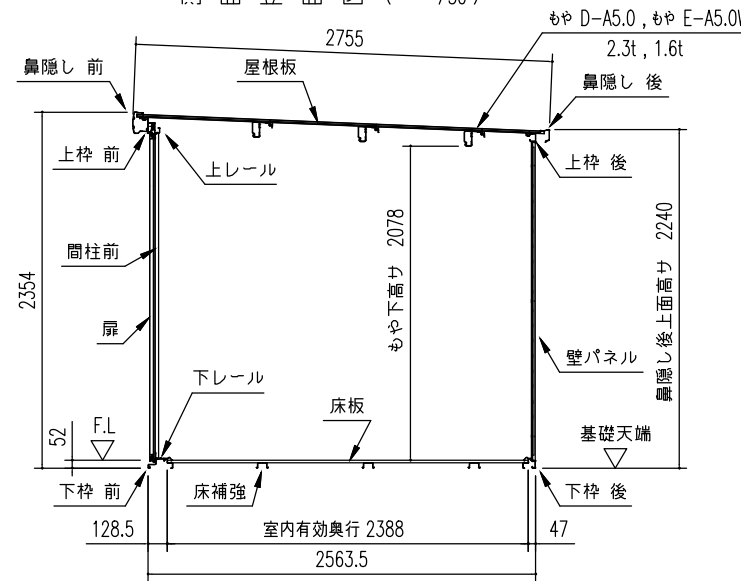 もや D-A5.0 , もや E-A5.0
2.3t , 1.6t
2755
鼻隠し 前
屋根板
鼻隠し 後
上枠 前
上レール
上枠 後
間柱前
もや下高サ 2078
2354
鼻隠し後上面高サ 2240
扉
壁パネル
下レール
床板
F.L
52
基礎天端
下枠 前
床補強
下枠 後
128.5
室内有効奥行 2388
47
2563.5